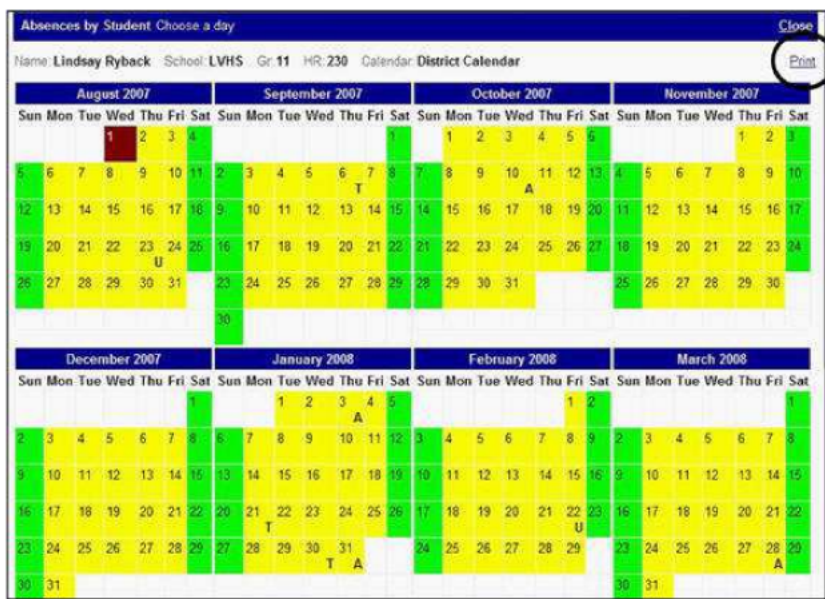 Absences by Student Choose a day
Close
Name: Lindsay Ryback School: LVHS Gr: 11 HR: 230 Calendar: District Calendar
Print
August 2007
Sun Mon Tue Wed Thu Fri Sat
1 2 3 4
5 6 7 8 9 10 11
12 13 14 15 16 17 18
19 20 21 22 23 24 25
U
26 27 28 29 30 31
September 2007
Sun Mon Tue Wed Thu Fri Sat
1
2 3 4 5 6 7 8
T
9 10 11 12 13 14 15
16 17 18 19 20 21 22
23 24 25 26 27 28 29
30
October 2007
Sun Mon Tue Wed Thu Fri Sat
1 2 3 4 5 6
7 8 9 10 11 12 13
A
14 15 16 17 18 19 20
21 22 23 24 25 26 27
28 29 30 31
November 2007
Sun Mon Tue Wed Thu Fri Sat
1 2 3
4 5 6 7 8 9 10
11 12 13 14 15 16 17
18 19 20 21 22 23 24
25 26 27 28 29 30
December 2007
Sun Mon Tue Wed Thu Fri Sat
1
2 3 4 5 6 7 8
9 10 11 12 13 14 15
16 17 18 19 20 21 22
23 24 25 26 27 28 29
30 31
January 2008
Sun Mon Tue Wed Thu Fri Sat
1 2 3 4 5
A
6 7 8 9 10 11 12
13 14 15 16 17 18 19
20 21 22 23 24 25 26
T
27 28 29 30 31
T A
February 2008
Sun Mon Tue Wed Thu Fri Sat
1 2
3 4 5 6 7 8 9
10 11 12 13 14 15 16
17 18 19 20 21 22 23
U
24 25 26 27 28 29
March 2008
Sun Mon Tue Wed Thu Fri Sat
1
2 3 4 5 6 7 8
9 10 11 12 13 14 15
16 17 18 19 20 21 22
23 24 25 26 27 28 29
A
30 31